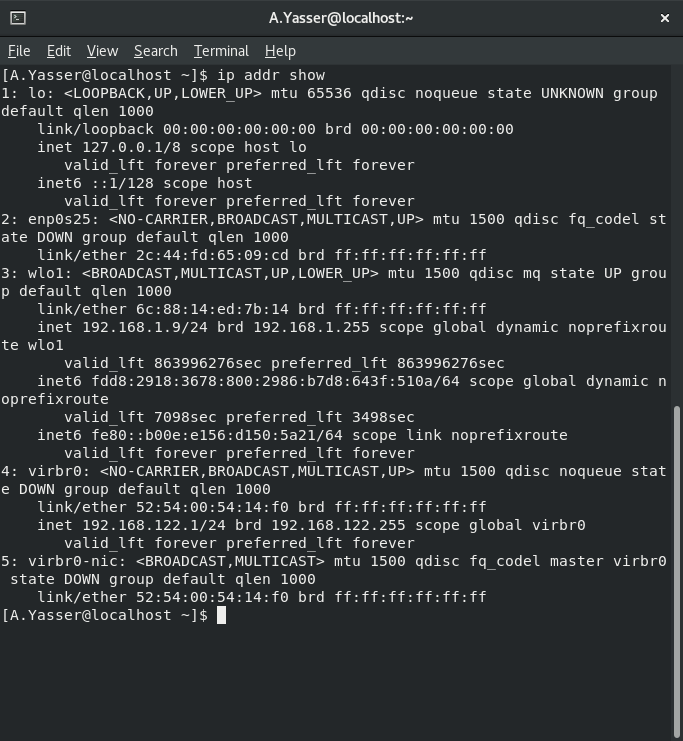 A.Yasser@localhost:~
File Edit View Search Terminal Help
[A.Yasser@localhost ~]$ ip addr show
1: lo: <LOOPBACK,UP,LOWER_UP> mtu 65536 qdisc noqueue state UNKNOWN group
default qlen 1000
    link/loopback 00:00:00:00:00:00 brd 00:00:00:00:00:00
    inet 127.0.0.1/8 scope host lo
       valid_lft forever preferred_lft forever
    inet6 ::1/128 scope host
       valid_lft forever preferred_lft forever
2: enp0s25: <NO-CARRIER,BROADCAST,MULTICAST,UP> mtu 1500 qdisc fq_codel st
ate DOWN group default qlen 1000
    link/ether 2c:44:fd:65:09:cd brd ff:ff:ff:ff:ff:ff
3: wlo1: <BROADCAST,MULTICAST,UP,LOWER_UP> mtu 1500 qdisc mq state UP grou
p default qlen 1000
    link/ether 6c:88:14:ed:7b:14 brd ff:ff:ff:ff:ff:ff
    inet 192.168.1.9/24 brd 192.168.1.255 scope global dynamic noprefixrou
te wlo1
       valid_lft 863996276sec preferred_lft 863996276sec
    inet6 fdd8:2918:3678:800:2986:b7d8:643f:510a/64 scope global dynamic n
oprefixroute
       valid_lft 7098sec preferred_lft 3498sec
    inet6 fe80::b00e:e156:d150:5a21/64 scope link noprefixroute
       valid_lft forever preferred_lft forever
4: virbr0: <NO-CARRIER,BROADCAST,MULTICAST,UP> mtu 1500 qdisc noqueue stat
e DOWN group default qlen 1000
    link/ether 52:54:00:54:14:f0 brd ff:ff:ff:ff:ff:ff
    inet 192.168.122.1/24 brd 192.168.122.255 scope global virbr0
       valid_lft forever preferred_lft forever
5: virbr0-nic: <BROADCAST,MULTICAST> mtu 1500 qdisc fq_codel master virbr0
 state DOWN group default qlen 1000
    link/ether 52:54:00:54:14:f0 brd ff:ff:ff:ff:ff:ff
[A.Yasser@localhost ~]$